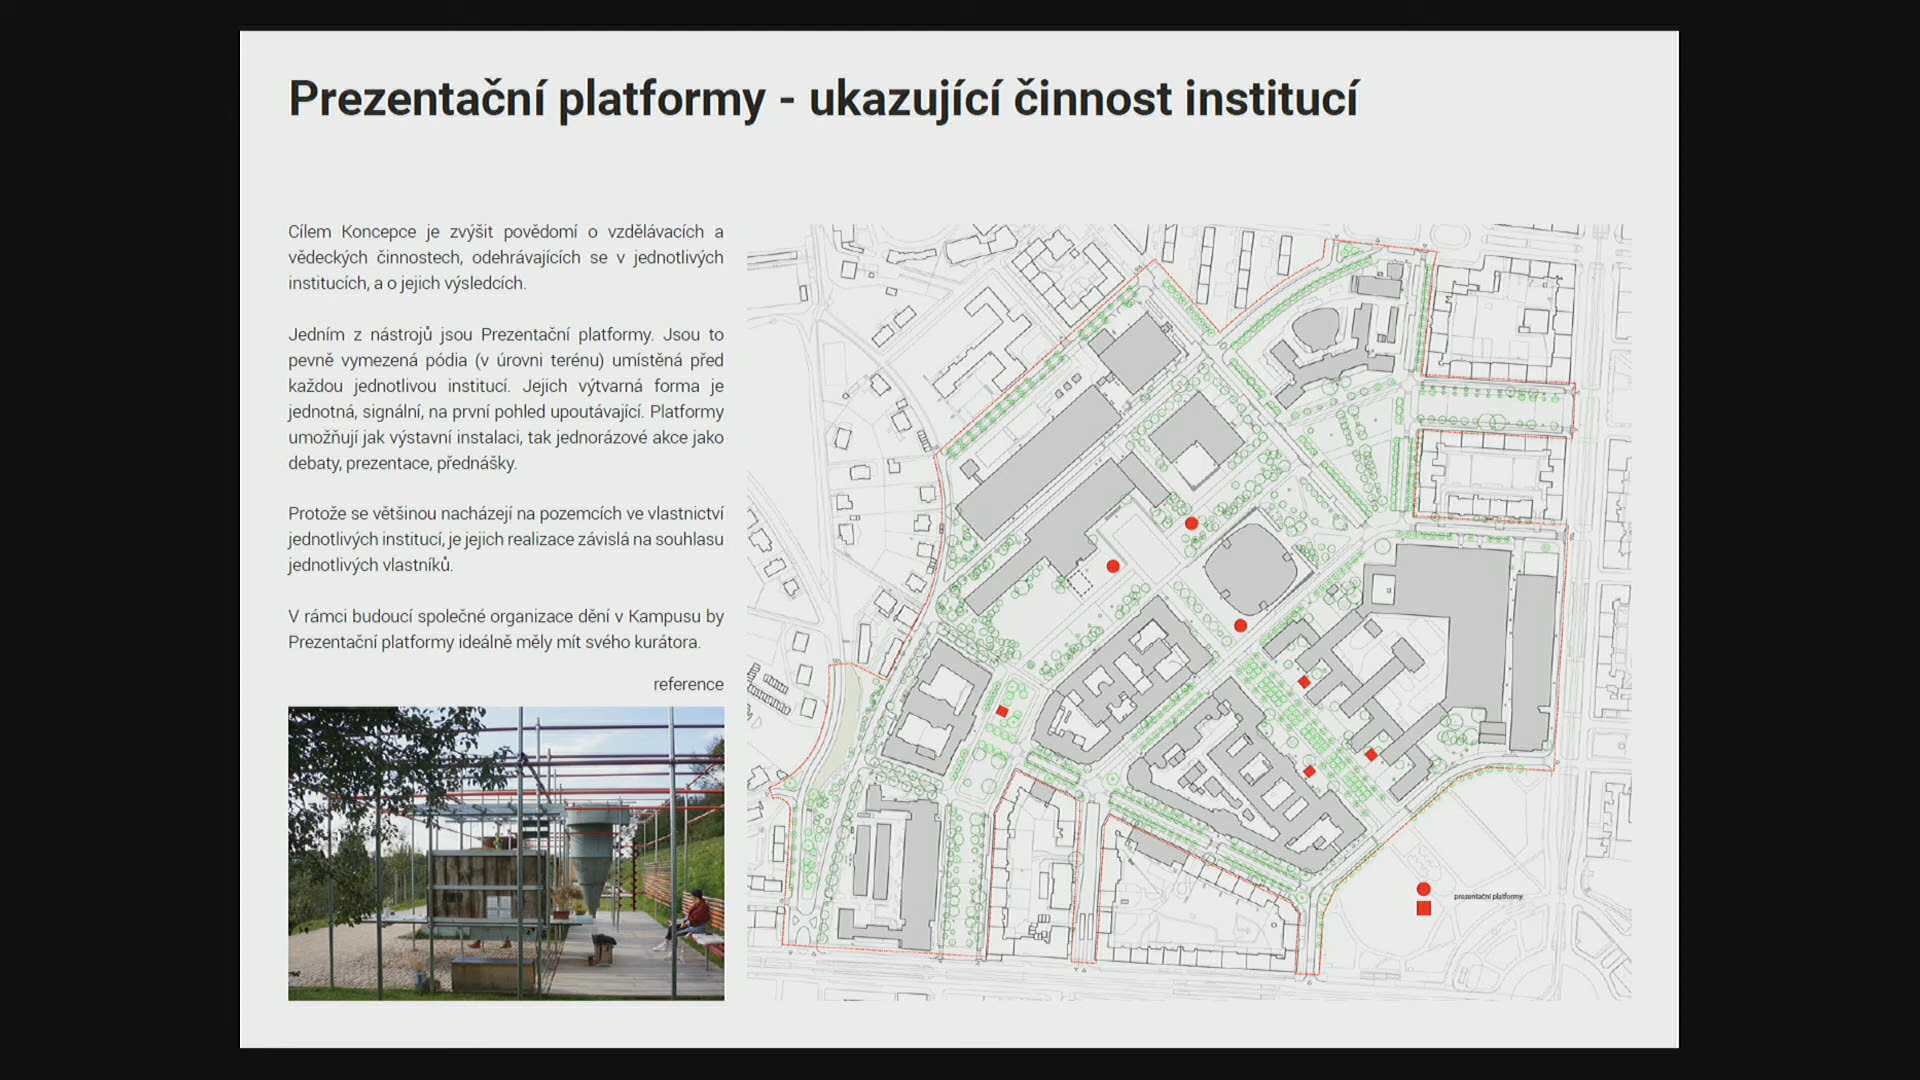 Prezentační platformy - ukazující činnost institucí
Cílem Koncepce je zvýšit povědomí o vzdělávacích a
vědeckých činnostech, odehrávajících se v jednotlivých
institucích, a o jejich výsledcích.
Jedním z nástrojů jsou Prezentační platformy. Jsou to
pevně vymezená pódia (v úrovni terénu) umístěná před
každou jednotlivou institucí. Jejich výtvarná forma je
jednotná, signální, na první pohled upoutávající. Platformy
umožňují jak výstavní instalaci, tak jednorázové akce jako
debaty, prezentace, přednášky.
Protože se většinou nacházejí na pozemcích ve vlastnictví
jednotlivých institucí, je jejich realizace závislá na souhlasu
jednotlivých vlastníků.
V rámci budoucí společné organizace dění v Kampusu by
Prezentační platformy ideálně měly mít svého kurátora.
reference
prezentační platformy